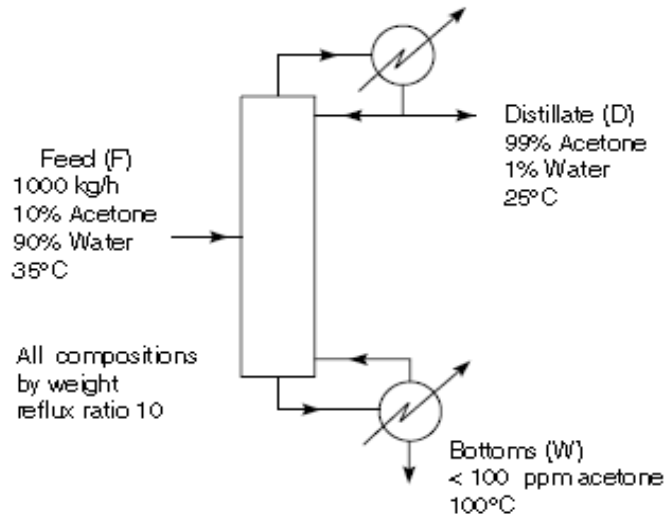 Feed (F)
1000 kg/h
10% Acetone
90% Water
35°C
Distillate (D)
99% Acetone
1% Water
25°C
All compositions
by weight
reflux ratio 10
Bottoms (W)
< 100 ppm acetone
100°C